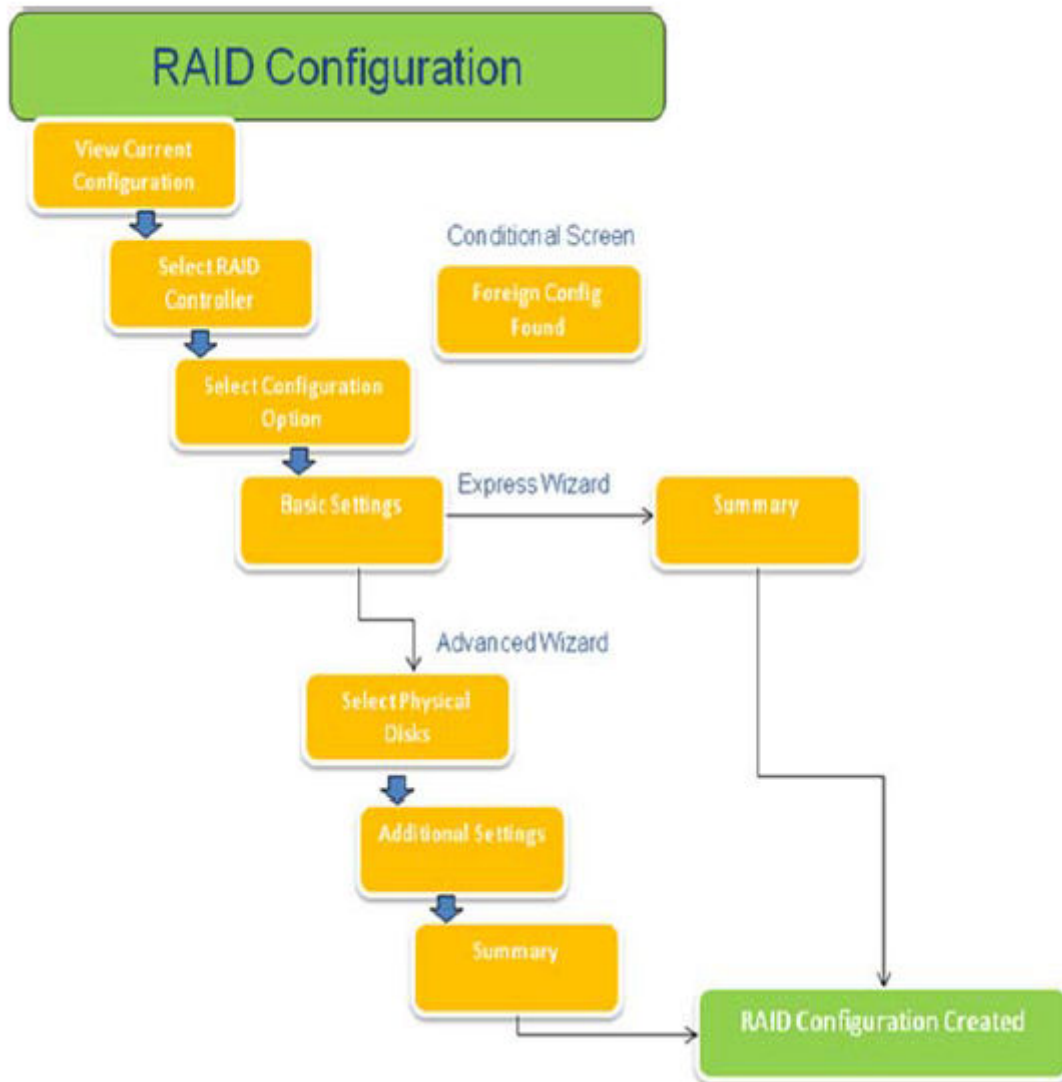 RAID Configuration
View Current
Configuration
Conditional Screen
Select RAID
Controller
Foreign Config
Found
Select Configuration
Option
Basic Settings
Express Wizard
Summary
Advanced Wizard
Select Physical
Disks
Additional Settings
Summary
RAID Configuration Created